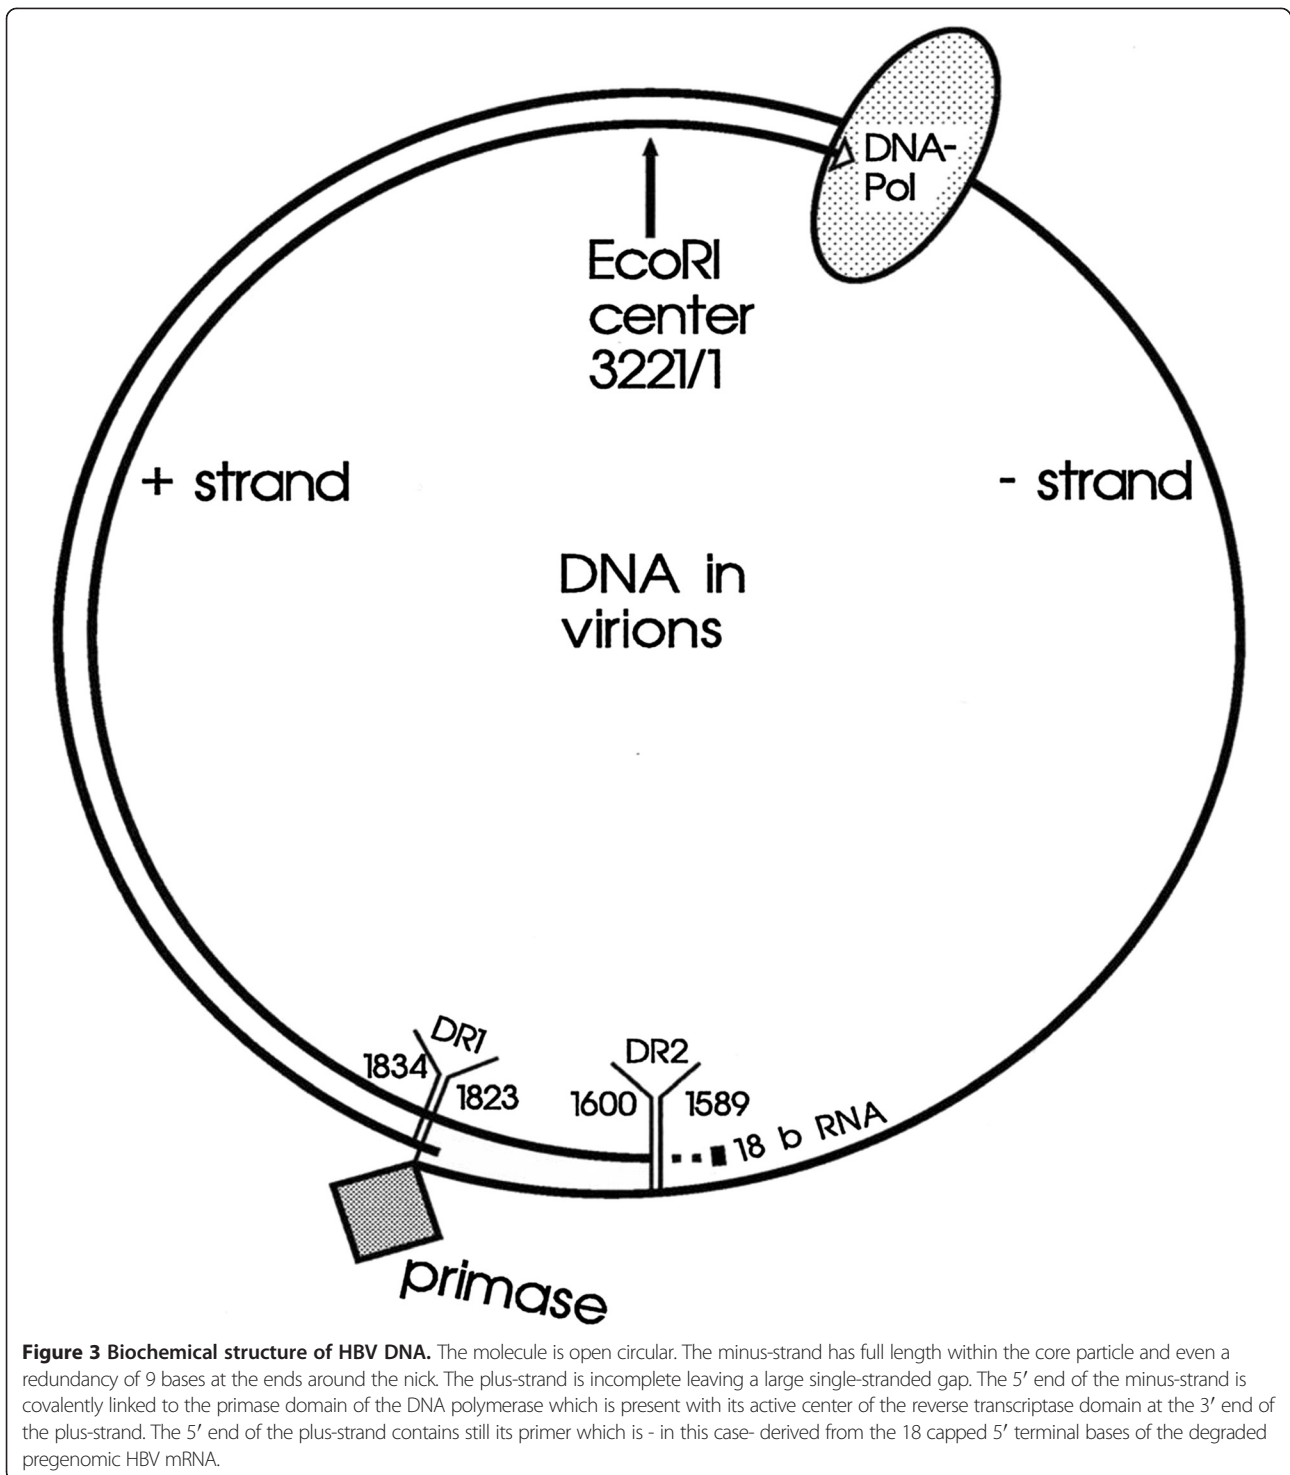 DNA-
Pol
EcoRI
center
3221/1
+ strand
- strand
DNA in
virions
DR1
1834
1823
DR2
1600
1589
18 b RNA
primase
Figure 3 Biochemical structure of HBV DNA. The molecule is open circular. The minus-strand has full length within the core particle and even a
redundancy of 9 bases at the ends around the nick. The plus-strand is incomplete leaving a large single-stranded gap. The 5′ end of the minus-strand is
covalently linked to the primase domain of the DNA polymerase which is present with its active center of the reverse transcriptase domain at the 3′ end of
the plus-strand. The 5′ end of the plus-strand contains still its primer which is - in this case- derived from the 18 capped 5′ terminal bases of the degraded
pregenomic HBV mRNA.